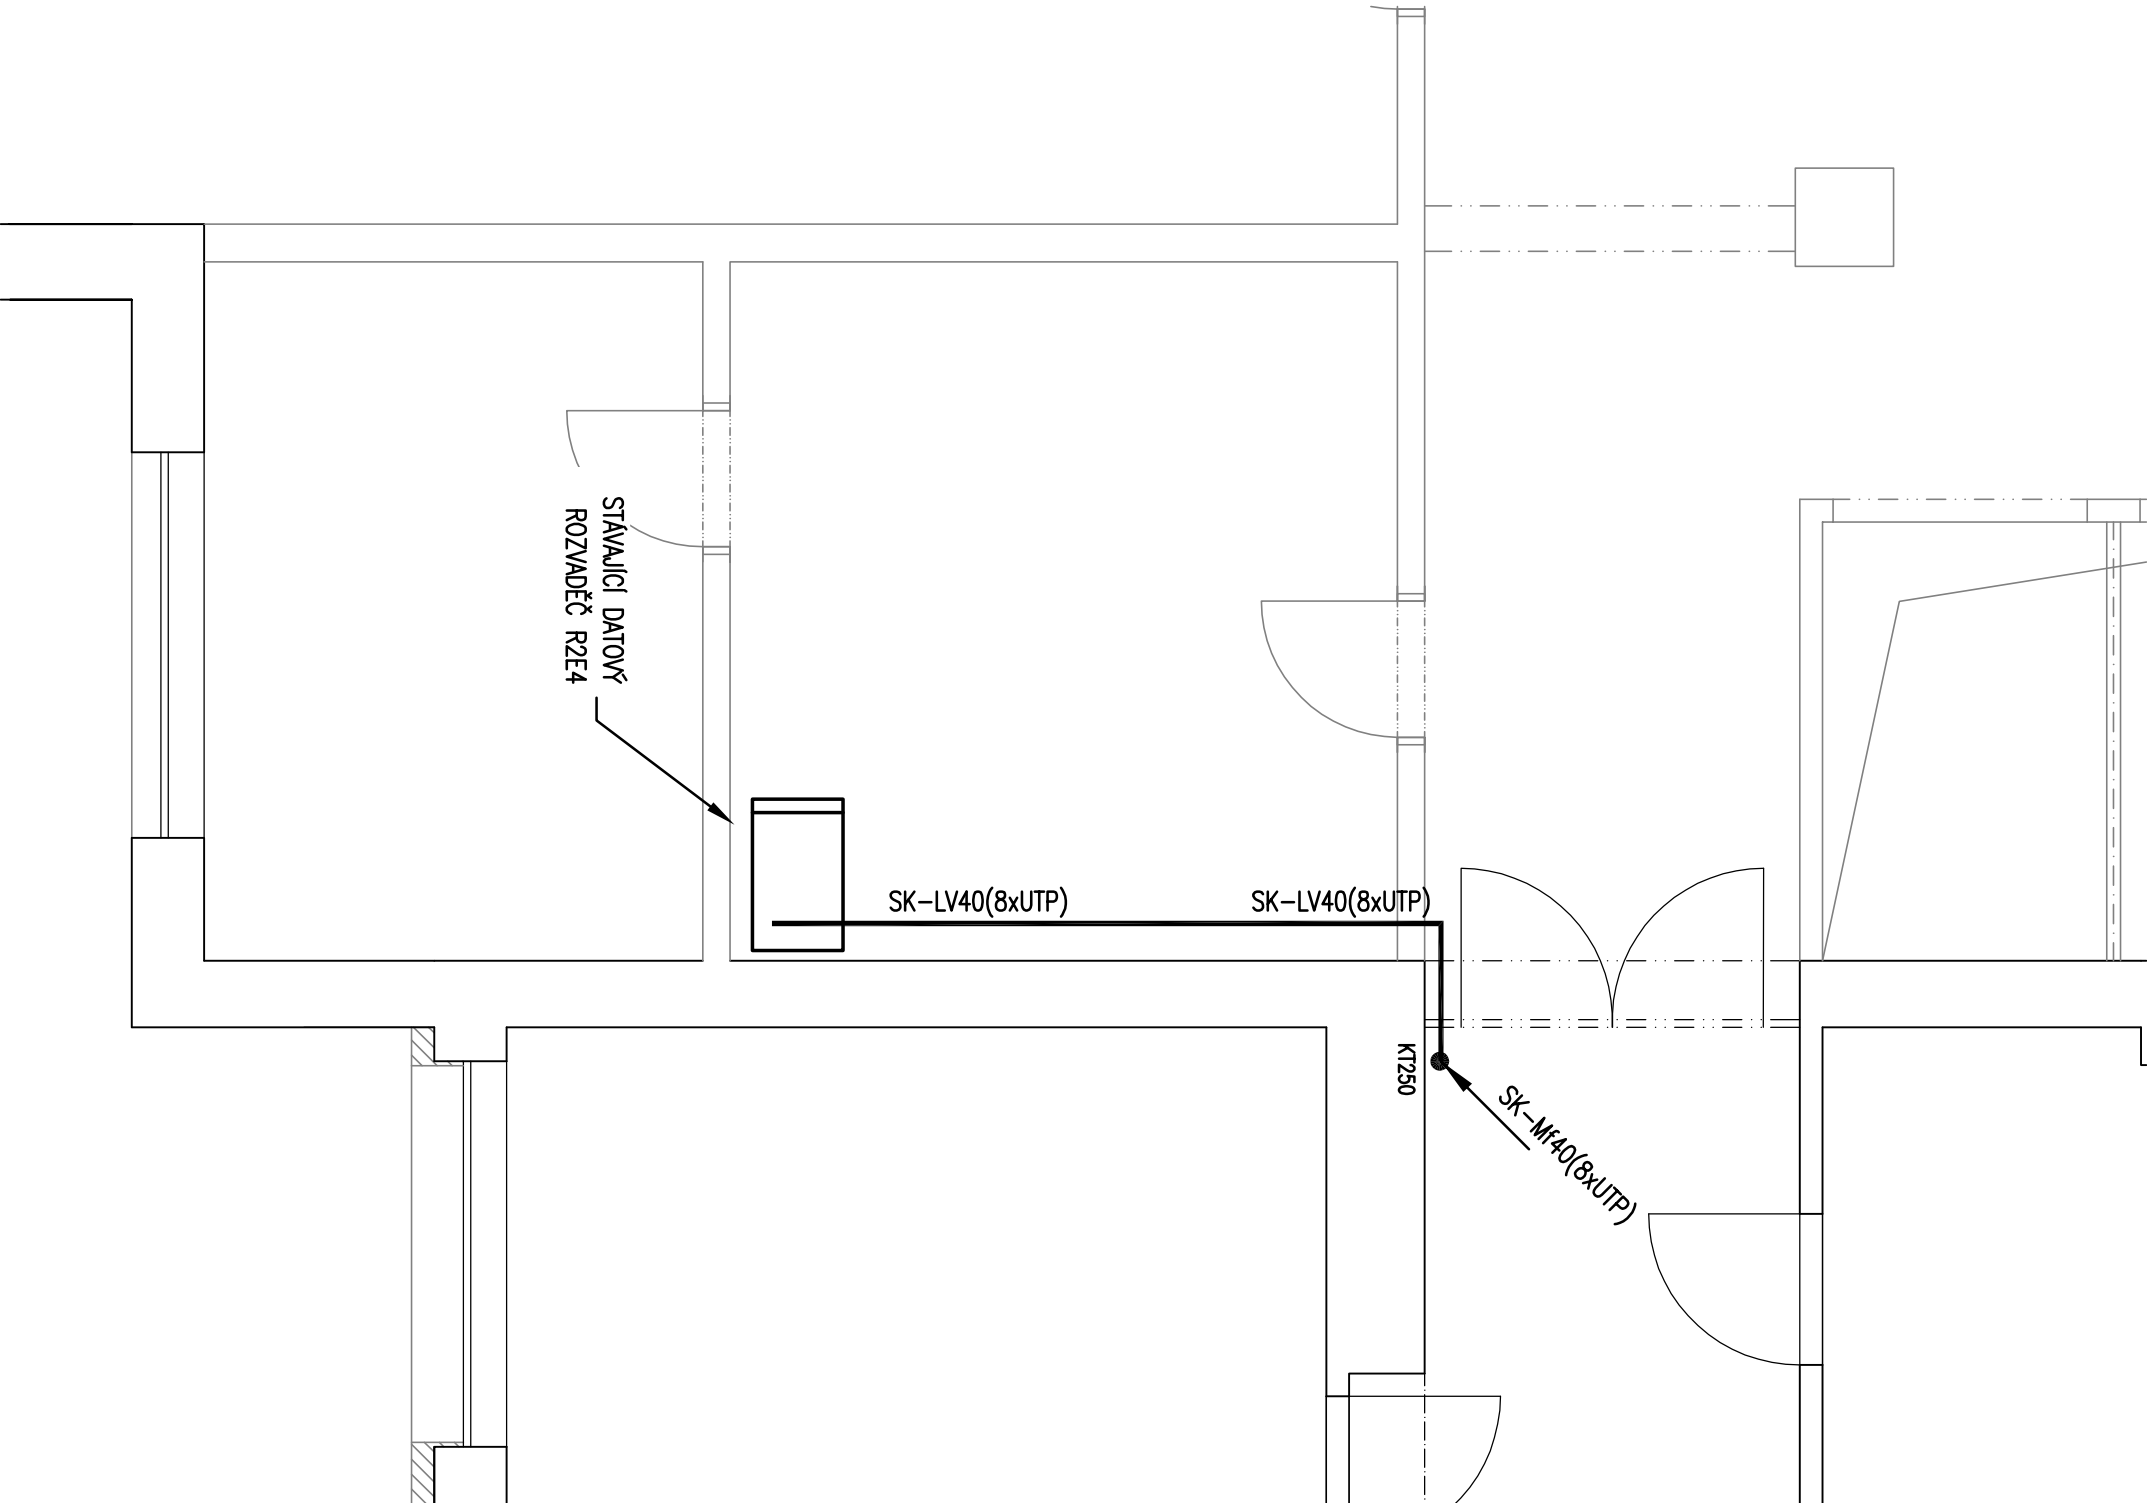 STÁVAJÍCÍ DATOVÝ
ROZVADĚČ R2E4
SK-LV40(8xUTP)
SK-LV40(8xUTP)
KT250
SK-Mf40(8xUTP)